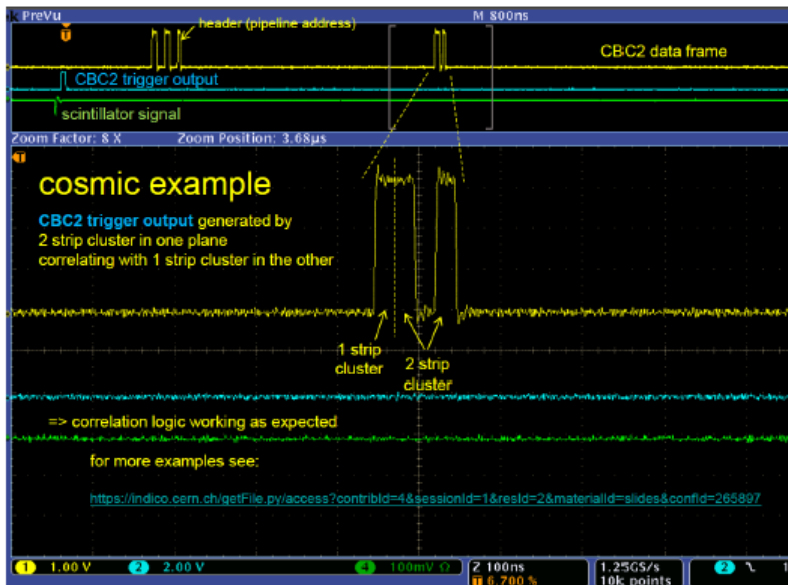 PreVu
M 800ns
header (pipeline address)
CBC2 data frame
CBC2 trigger output
scintillator signal
Zoom Factor: 8 X
Zoom Position: 3.68µs
cosmic example
CBC2 trigger output generated by
2 strip cluster in one plane
correlating with 1 strip cluster in the other
1 strip
cluster
2 strip
cluster
=> correlation logic working as expected
for more examples see:
https://indico.cern.ch/getFile.py/access?contribId=4&sessionId=1&resId=2&materialId=slides&confId=265897
1 1.00 V
2 2.00 V
4 100mV Ω
Z 100ns
T 6.700 %
1.25GS/s
10k points
2